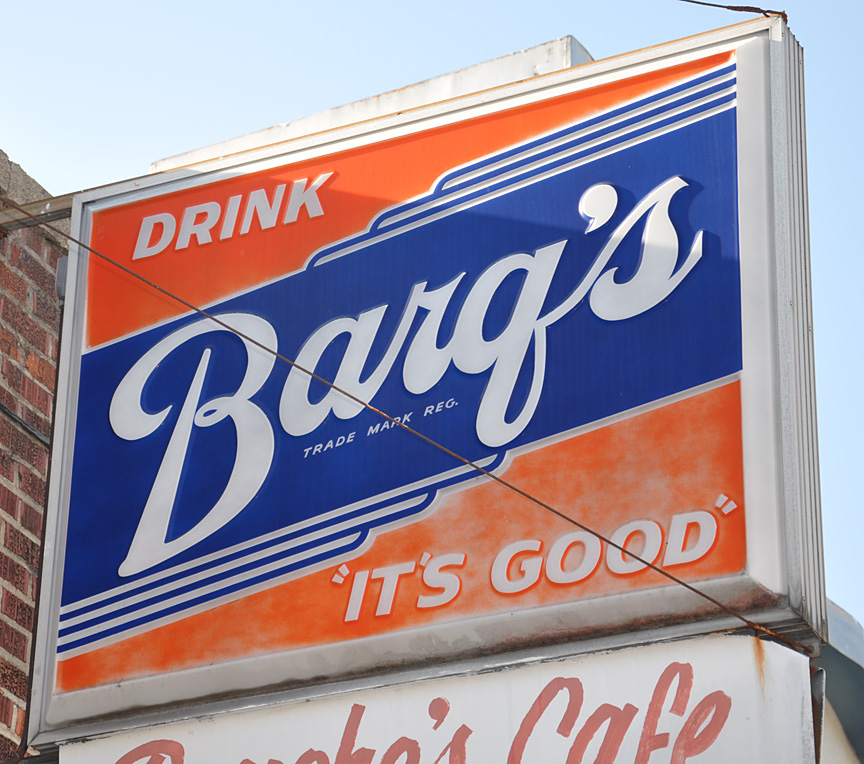 DRINK
Barq's
TRADE MARK REG.
"IT'S GOOD"
Cafe